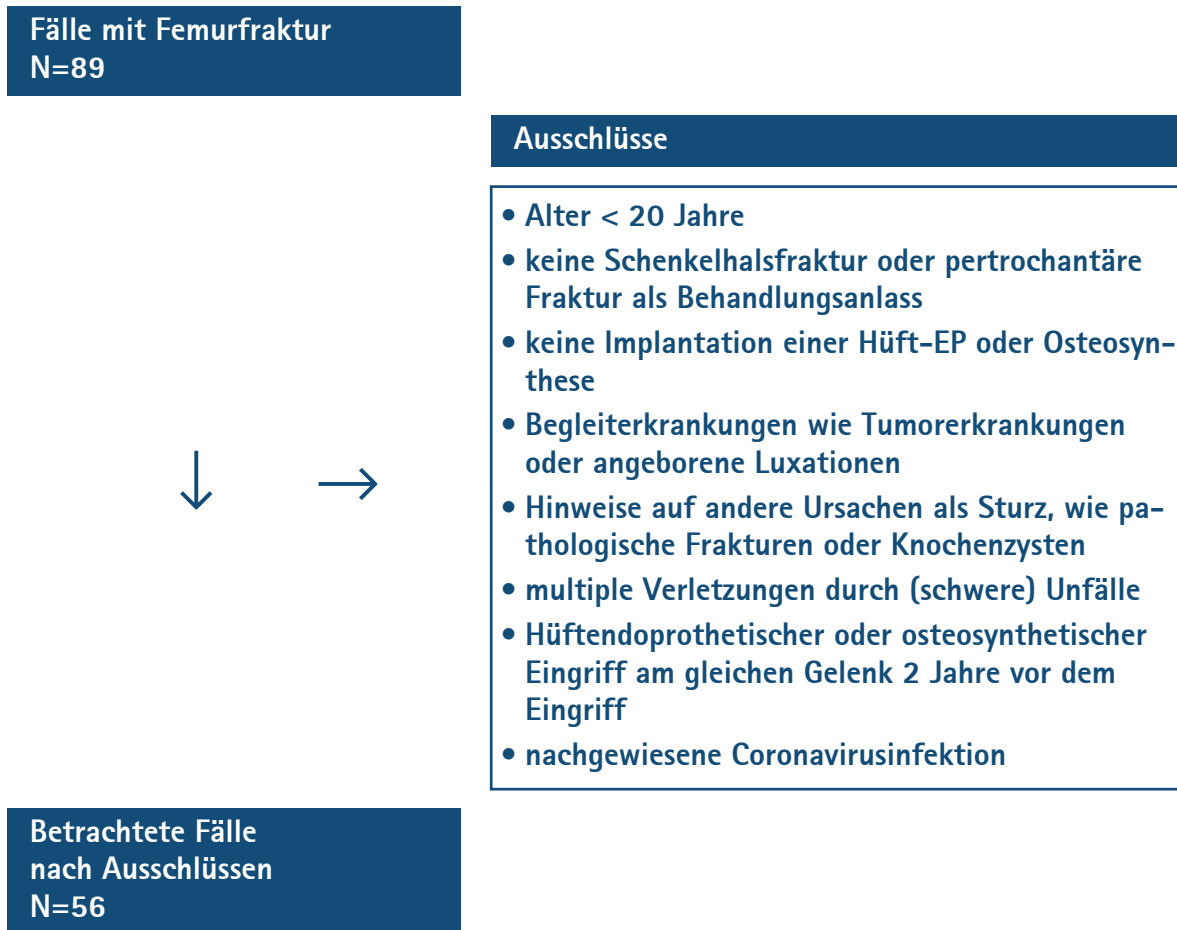 Fälle mit Femurfraktur
N=89
Ausschlüsse
• Alter < 20 Jahre
• keine Schenkelhalsfraktur oder pertrochantäre
Fraktur als Behandlungsanlass
• keine Implantation einer Hüft-EP oder Osteosyn-
these
• Begleiterkrankungen wie Tumorerkrankungen
oder angeborene Luxationen
• Hinweise auf andere Ursachen als Sturz, wie pa-
thologische Frakturen oder Knochenzysten
• multiple Verletzungen durch (schwere) Unfälle
• Hüftendoprothetischer oder osteosynthetischer
Eingriff am gleichen Gelenk 2 Jahre vor dem
Eingriff
• nachgewiesene Coronavirusinfektion
Betrachtete Fälle
nach Ausschlüssen
N=56